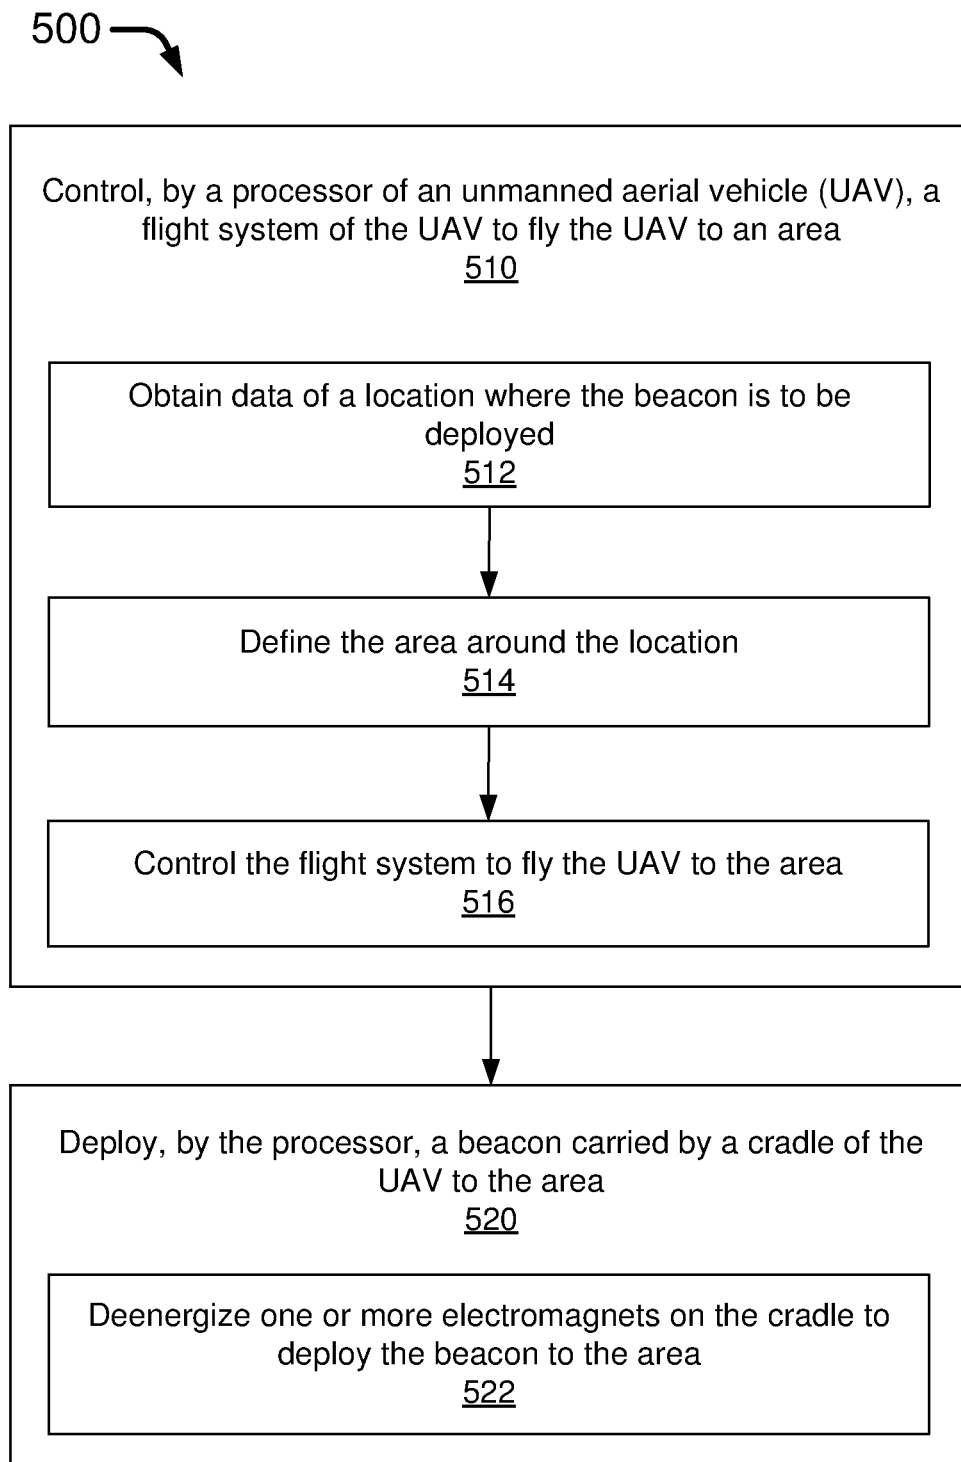 500
Control, by a processor of an unmanned aerial vehicle (UAV), a
flight system of the UAV to fly the UAV to an area
510
Obtain data of a location where the beacon is to be
deployed
512
Define the area around the location
514
Control the flight system to fly the UAV to the area
516
Deploy, by the processor, a beacon carried by a cradle of the
UAV to the area
520
Deenergize one or more electromagnets on the cradle to
deploy the beacon to the area
522